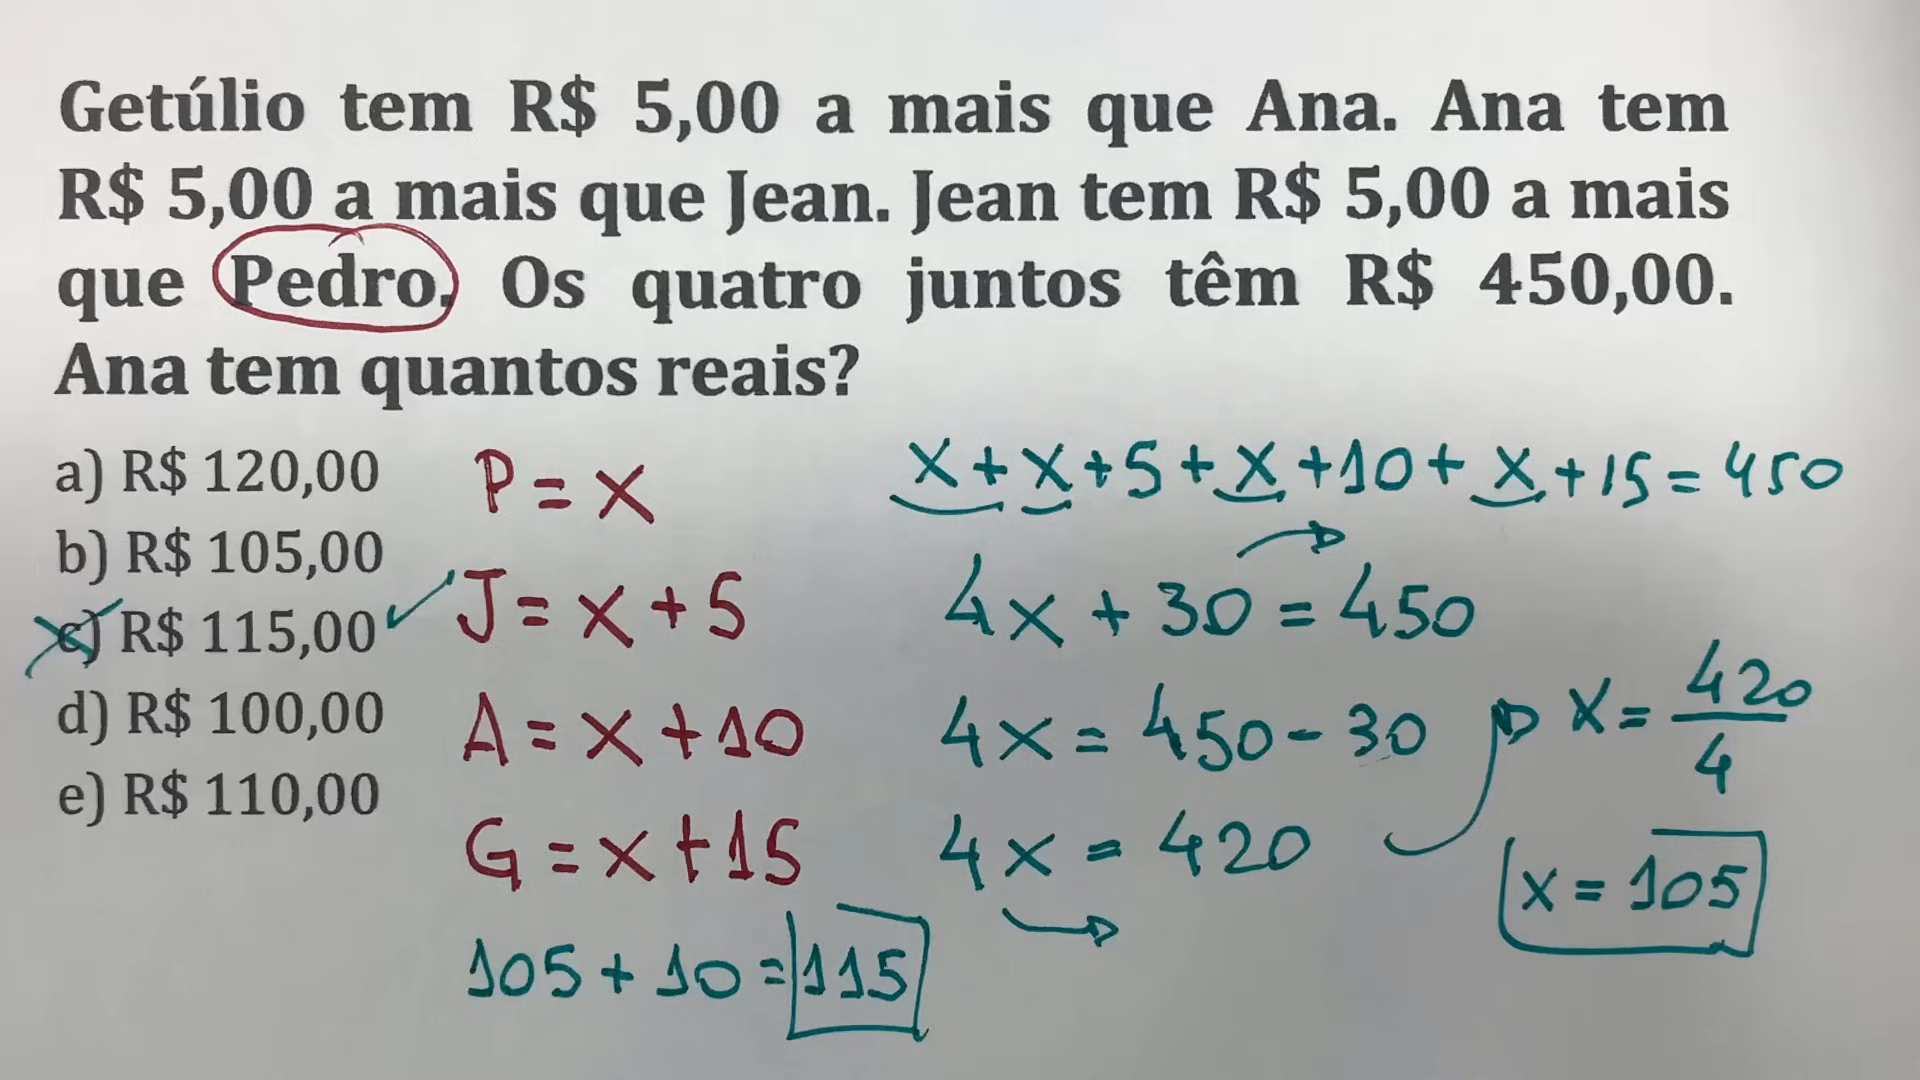 Getúlio tem R$ 5,00 a mais que Ana. Ana tem
R$ 5,00 a mais que Jean. Jean tem R$ 5,00 a mais
que Pedro. Os quatro juntos têm R$ 450,00.
Ana tem quantos reais?
a) R$ 120,00
b) R$ 105,00
c) R$ 115,00
d) R$ 100,00
e) R$ 110,00
P = x
J = x + 5
A = x + 10
G = x + 15
105 + 10 = 115
x + x + 5 + x + 10 + x + 15 = 450
4x + 30 = 450
4x = 450 - 30
4x = 420
x = 420/4
x = 105